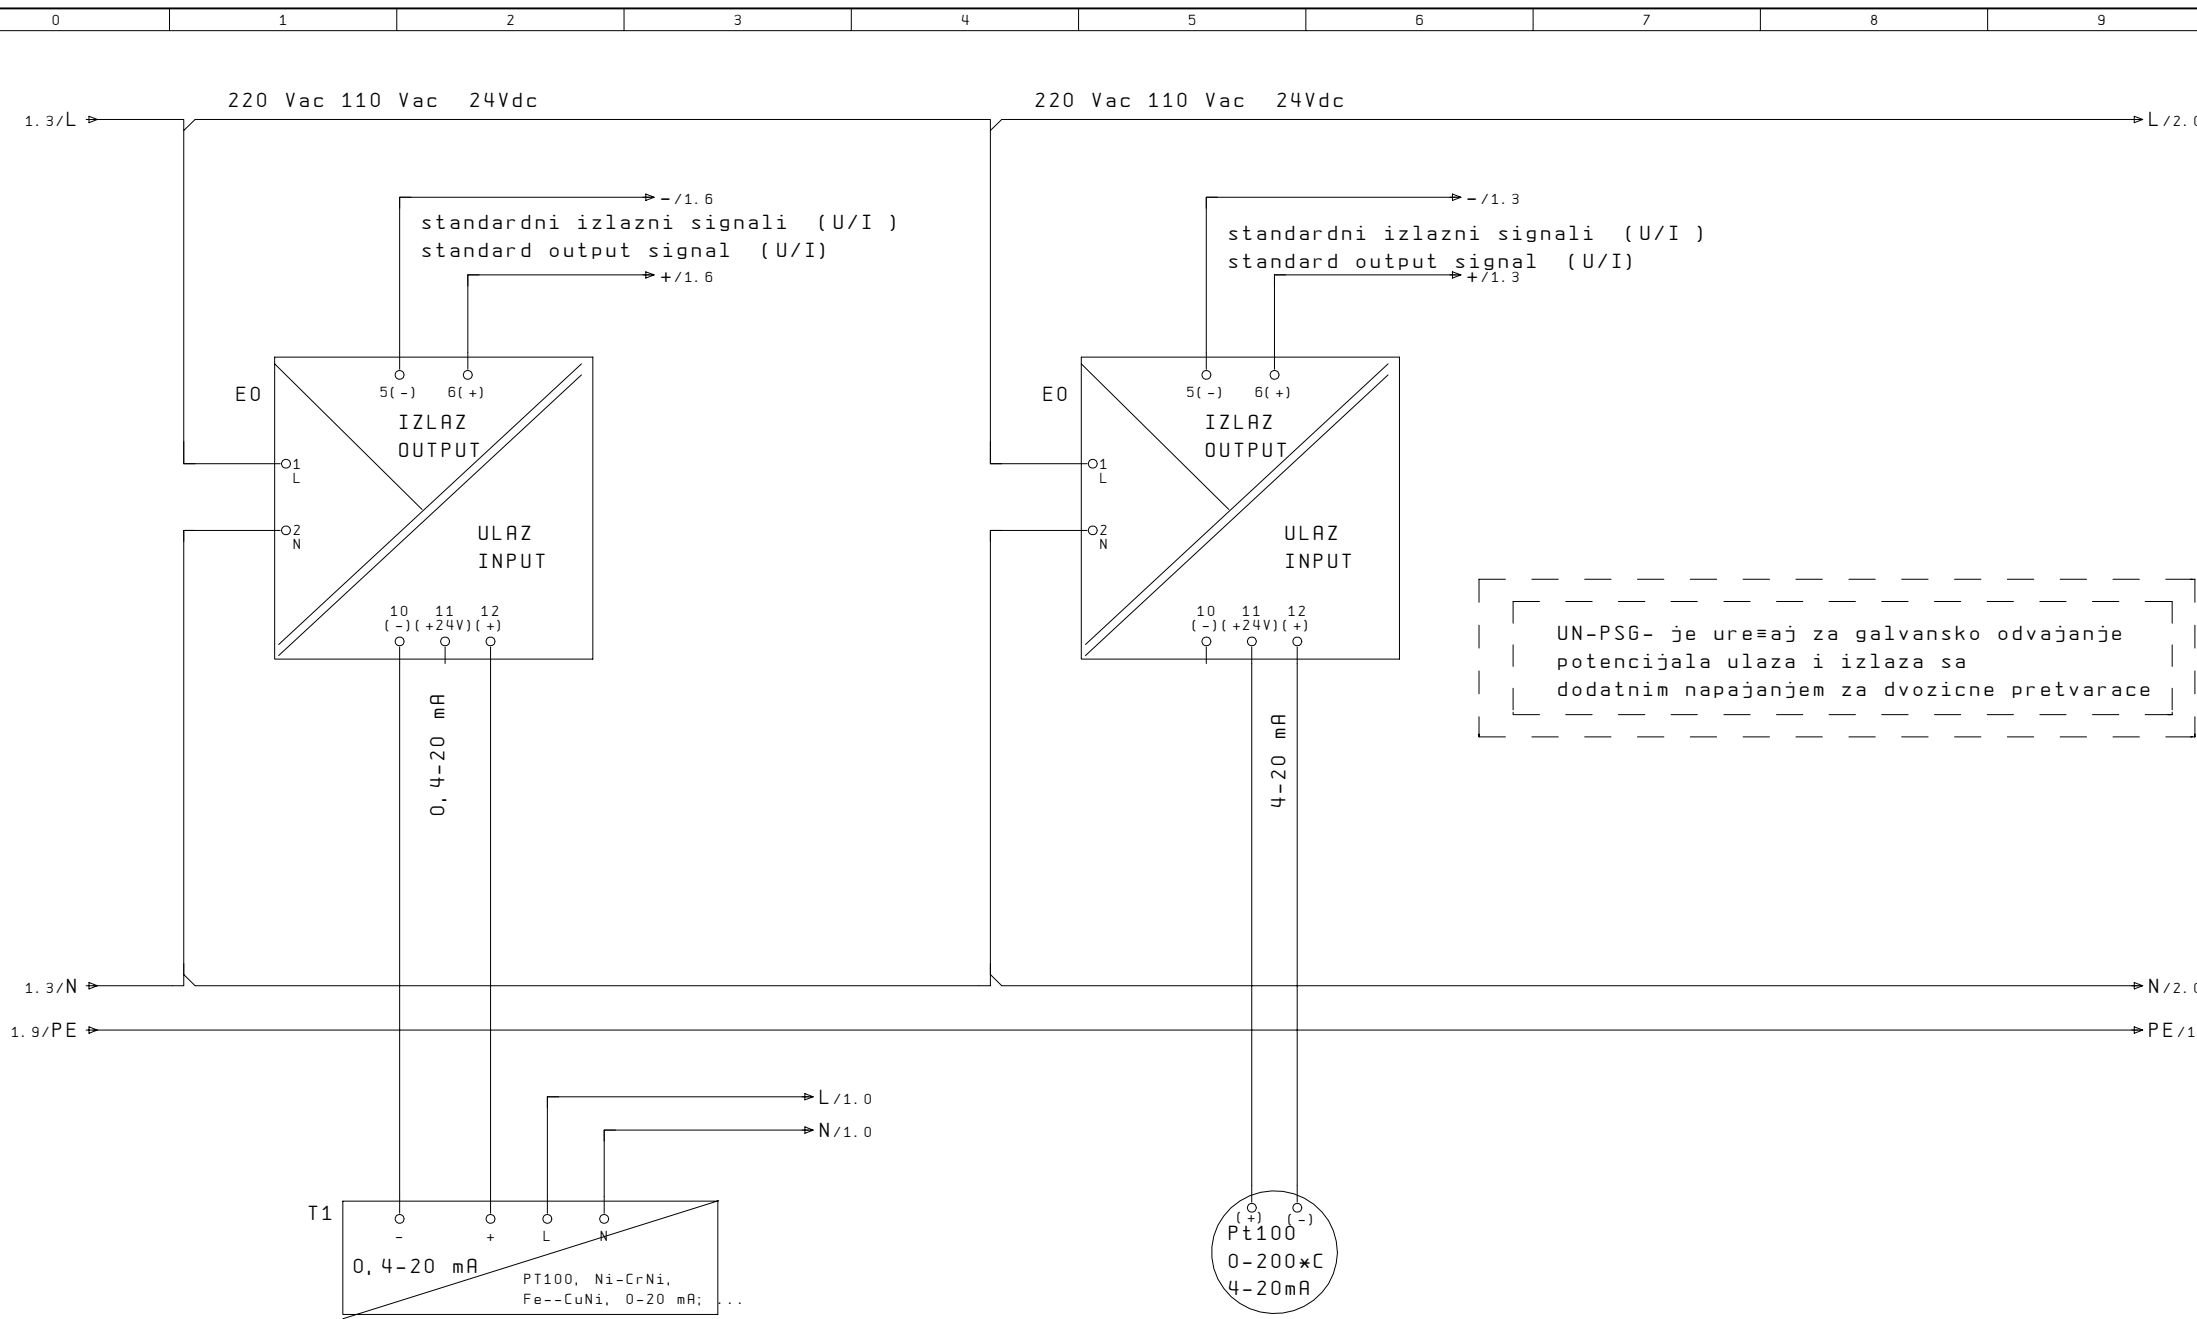 0 1 2 3 4 5 6 7 8 9
220 Vac 110 Vac 24Vdc
220 Vac 110 Vac 24Vdc
1.3/L
L/2.0
-/1.6
standardni izlazni signali (U/I )
standard output signal (U/I)
+/1.6
-/1.3
standardni izlazni signali (U/I )
standard output signal (U/I)
+/1.3
E0
5(-) 6(+)
IZLAZ
OUTPUT
1
L
2
N
ULAZ
INPUT
10 11 12
(-)(+24V)(+)
0,4-20 mA
E0
5(-) 6(+)
IZLAZ
OUTPUT
1
L
2
N
ULAZ
INPUT
10 11 12
(-)(+24V)(+)
4-20 mA
UN-PSG- je ure≡aj za galvansko odvajanje
potencijala ulaza i izlaza sa
dodatnim napajanjem za dvozicne pretvarace
1.3/N
N/2.0
1.9/PE
PE/1
L/1.0
N/1.0
T1
- + L N
0,4-20 mA
PT100, Ni-CrNi,
Fe--CuNi, 0-20 mA; ...
(+) (-)
Pt100
0-200*C
4-20mA